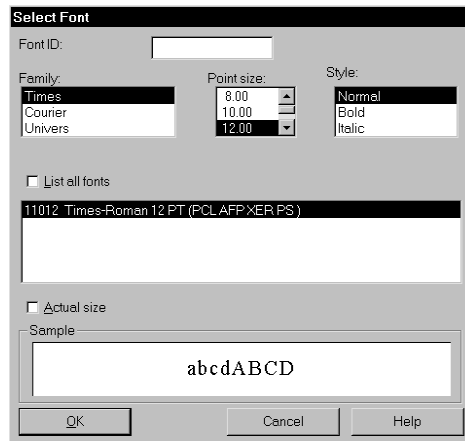 Select Font
Font ID:
Family: Point size: Style:
Times 8.00 Normal
Courier 10.00 Bold
Univers 12.00 Italic
List all fonts
11012 Times-Roman 12 PT (PCL AFP XER PS )
Actual size
Sample
abcdABCD
OK Cancel Help